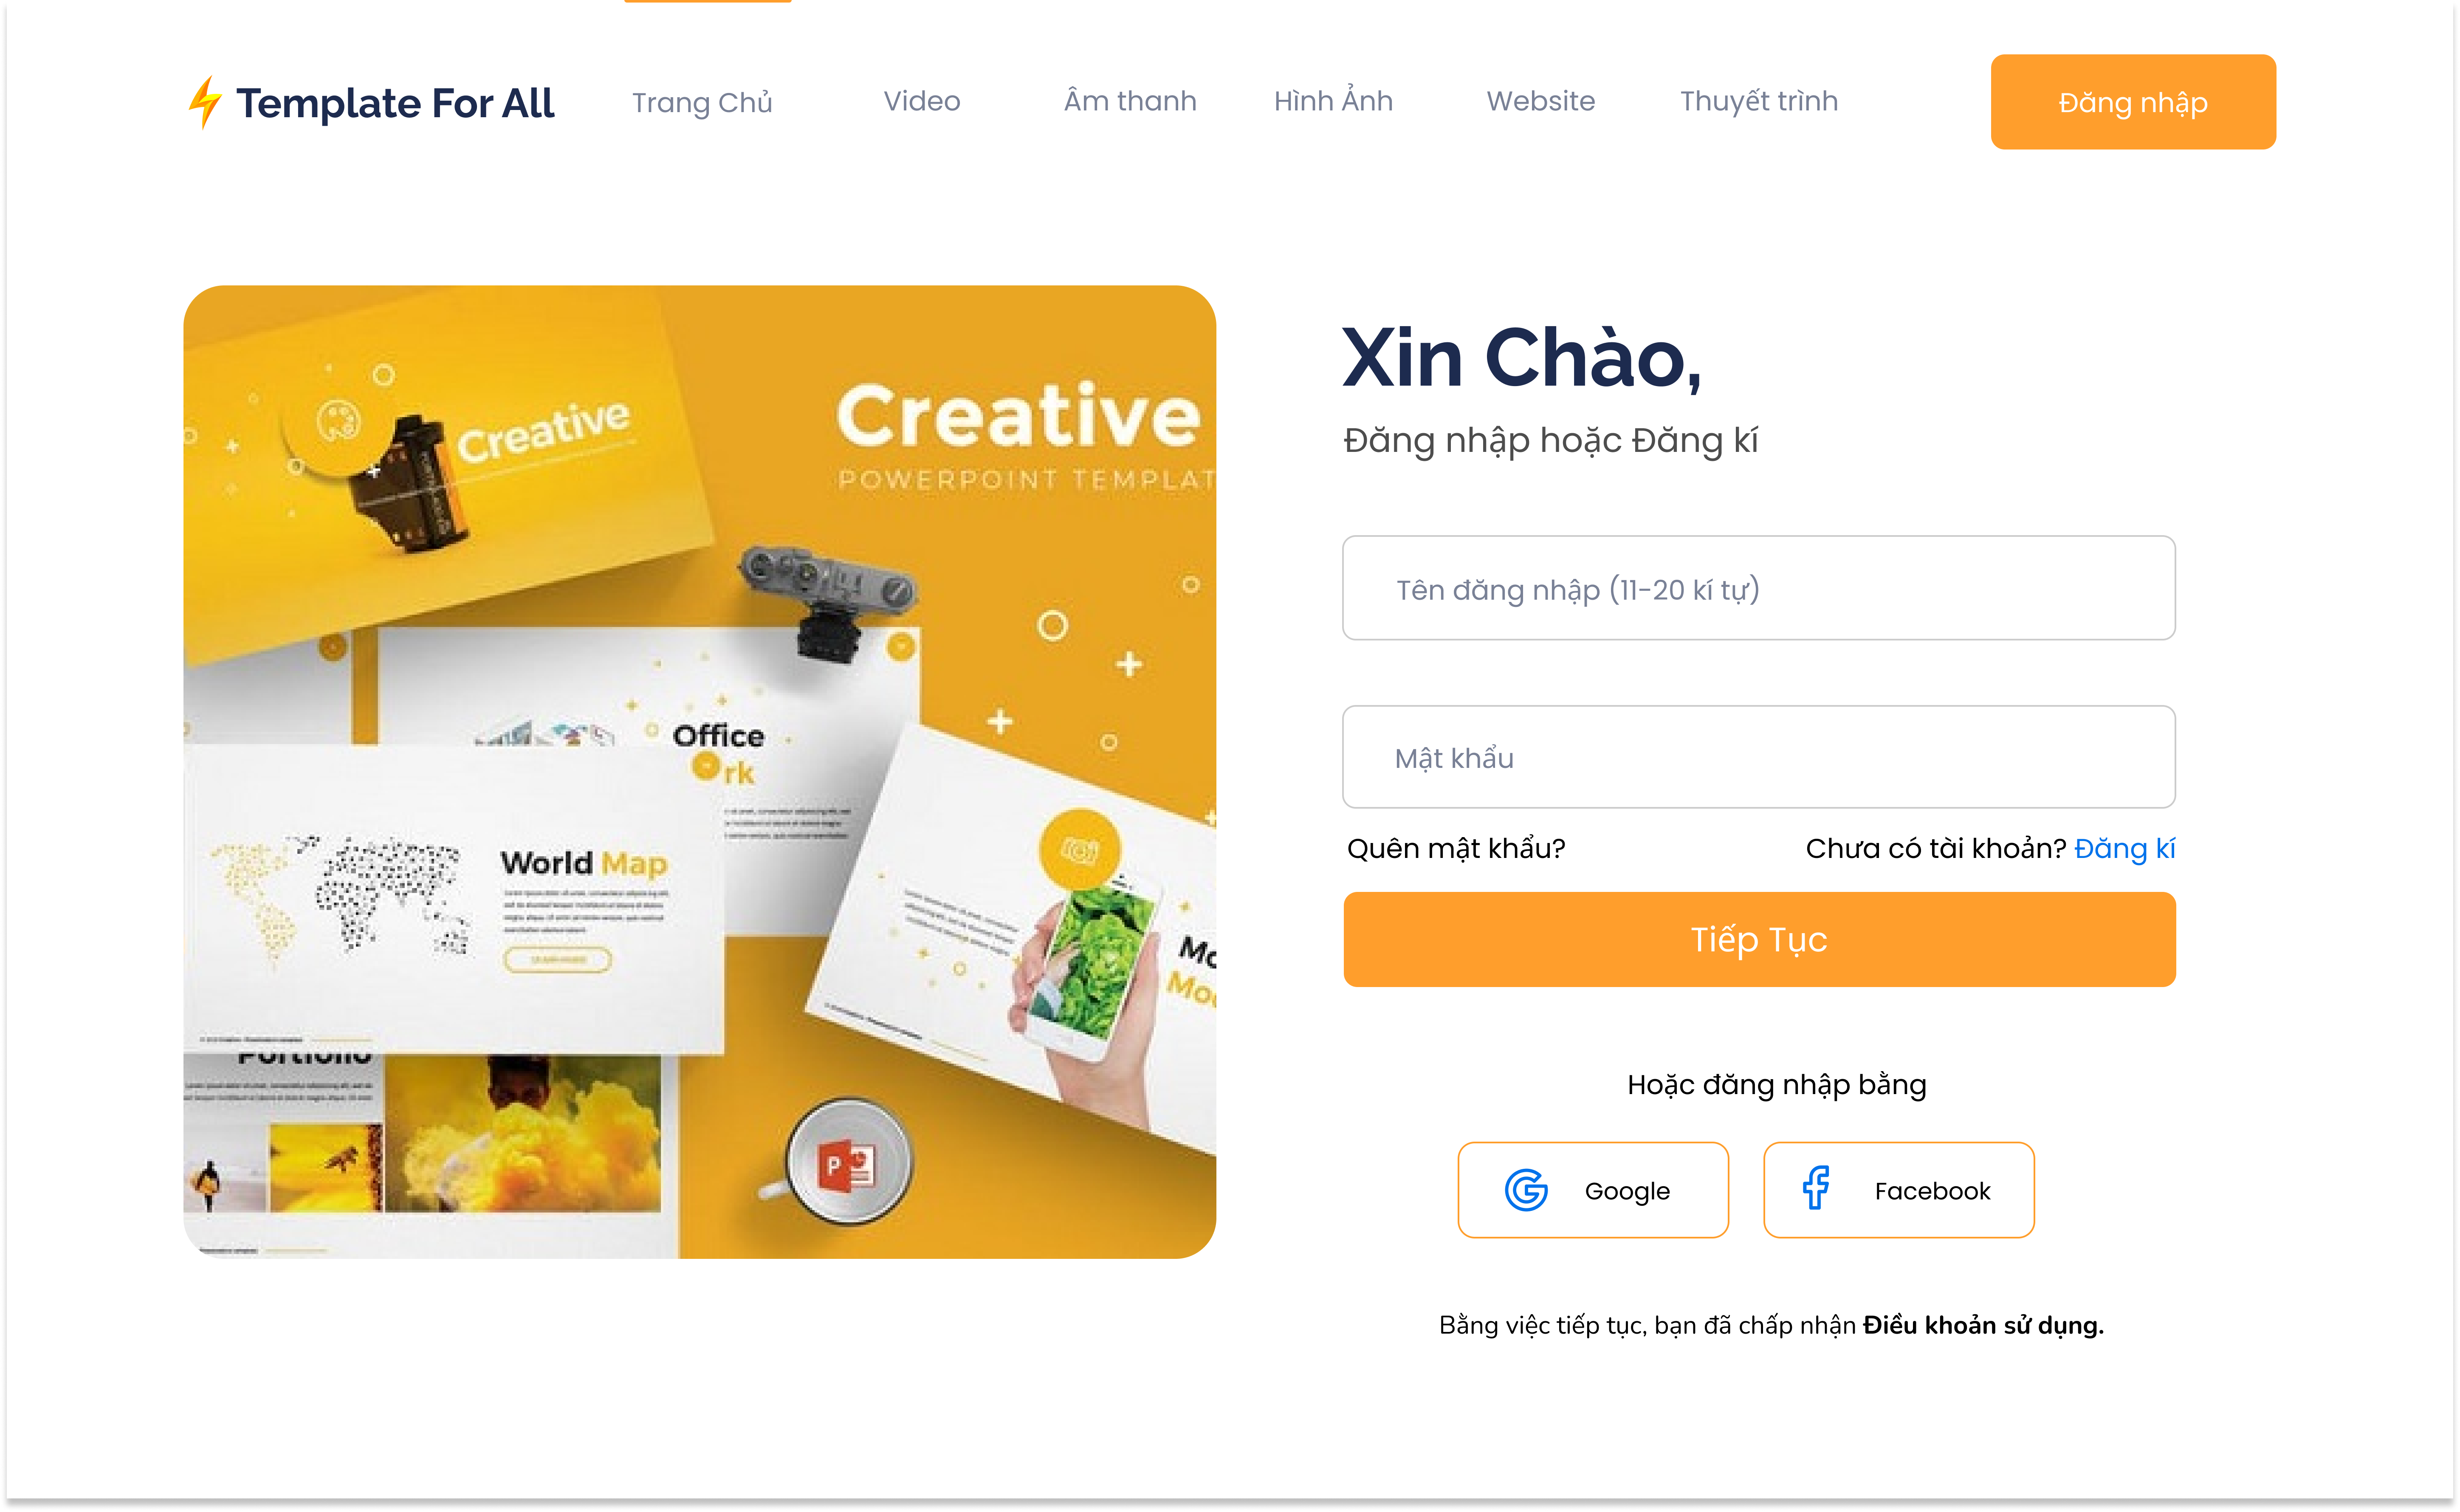 Template For All
Trang Chủ
Video
Âm thanh
Hình Ảnh
Website
Thuyết trình
Đăng nhập
Creative
Creative
POWERPOINT TEMPLAT
Office
rk
World Map
Mo
Moc
Portfolio
P
Xin Chào,
Đăng nhập hoặc Đăng kí
Tên đăng nhập (11-20 kí tự)
Mật khẩu
Quên mật khẩu?
Chưa có tài khoản? Đăng kí
Tiếp Tục
Hoặc đăng nhập bằng
Google
Facebook
Bằng việc tiếp tục, bạn đã chấp nhận Điều khoản sử dụng.